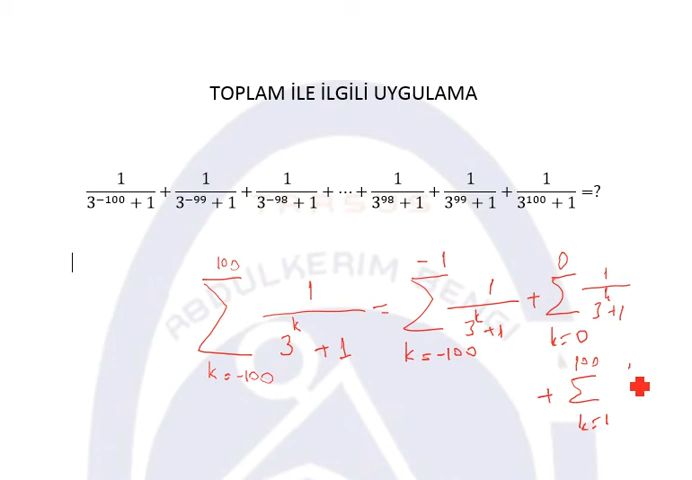 TOPLAM İLE İLGİLİ UYGULAMA
1/(3^-100 + 1) + 1/(3^-99 + 1) + 1/(3^-98 + 1) + ⋯ + 1/(3^98 + 1) + 1/(3^99 + 1) + 1/(3^100 + 1) =?
ABDULKERİM BENGİ
∑_{k=-100}^{100} 1/(3^k + 1) = ∑_{k=-100}^{-1} 1/(3^k + 1) + ∑_{k=0}^{0} 1/(3^k + 1)
+ ∑_{k=1}^{100}